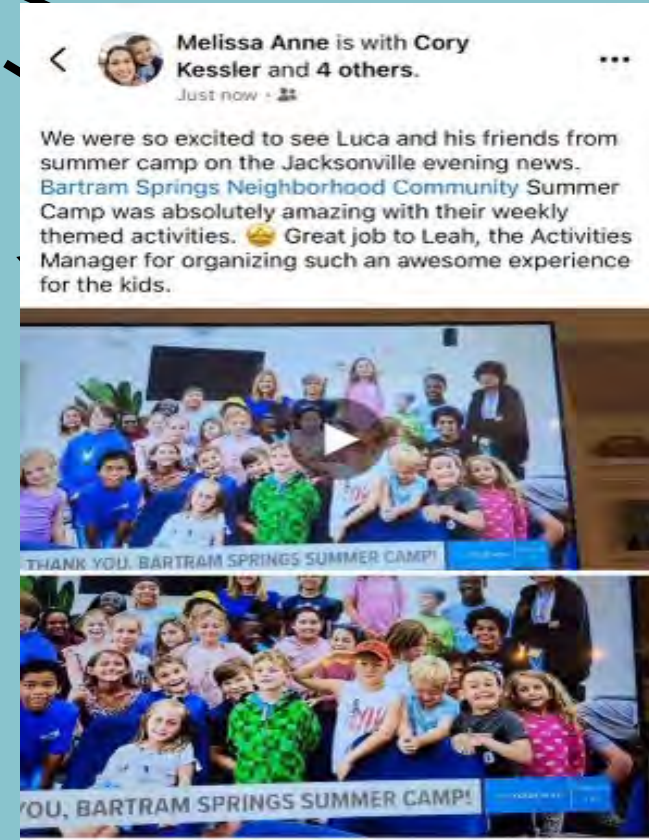 Melissa Anne is with Cory
Kessler and 4 others.
Just now ·
We were so excited to see Luca and his friends from
summer camp on the Jacksonville evening news.
Bartram Springs Neighborhood Community Summer
Camp was absolutely amazing with their weekly
themed activities. 🤩 Great job to Leah, the Activities
Manager for organizing such an awesome experience
for the kids.
THANK YOU, BARTRAM SPRINGS SUMMER CAMP!
YOU, BARTRAM SPRINGS SUMMER CAMP!